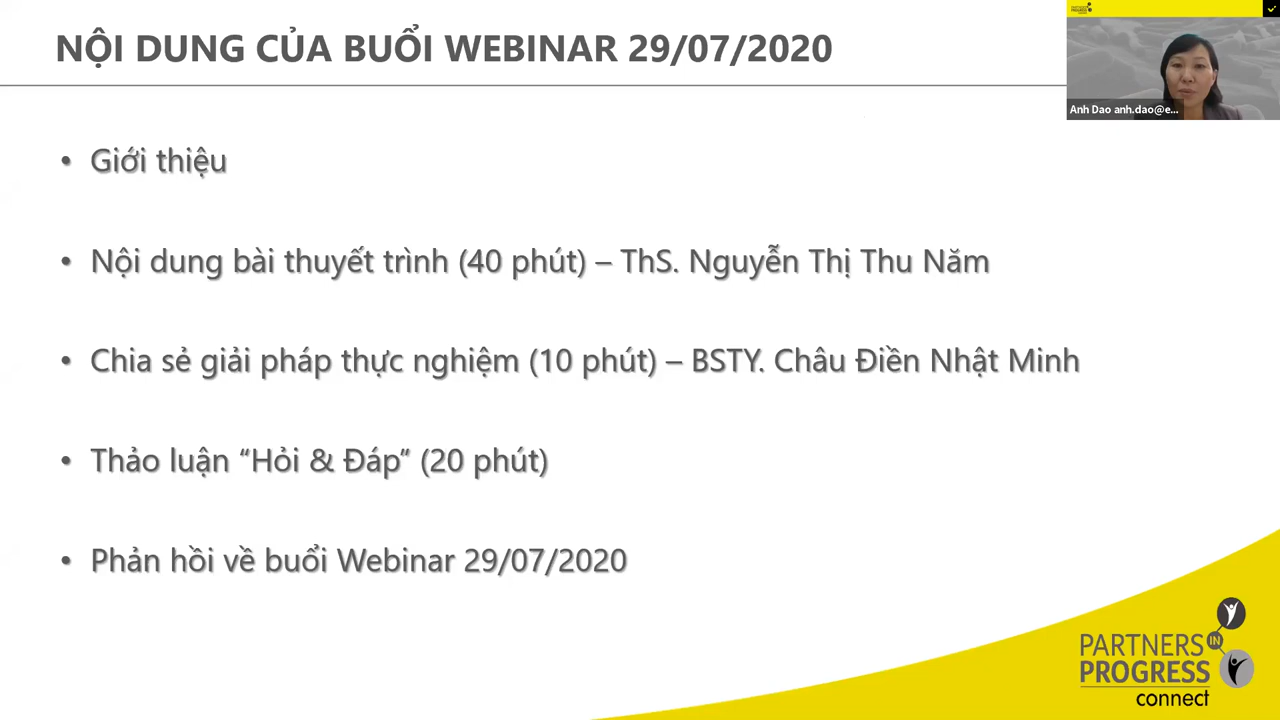 NỘI DUNG CỦA BUỔI WEBINAR 29/07/2020
Anh Dao anh.dao@e...
• Giới thiệu
• Nội dung bài thuyết trình (40 phút) – ThS. Nguyễn Thị Thu Năm
• Chia sẻ giải pháp thực nghiệm (10 phút) – BSTY. Châu Điền Nhật Minh
• Thảo luận “Hỏi & Đáp” (20 phút)
• Phản hồi về buổi Webinar 29/07/2020
PARTNERS IN
PROGRESS
connect